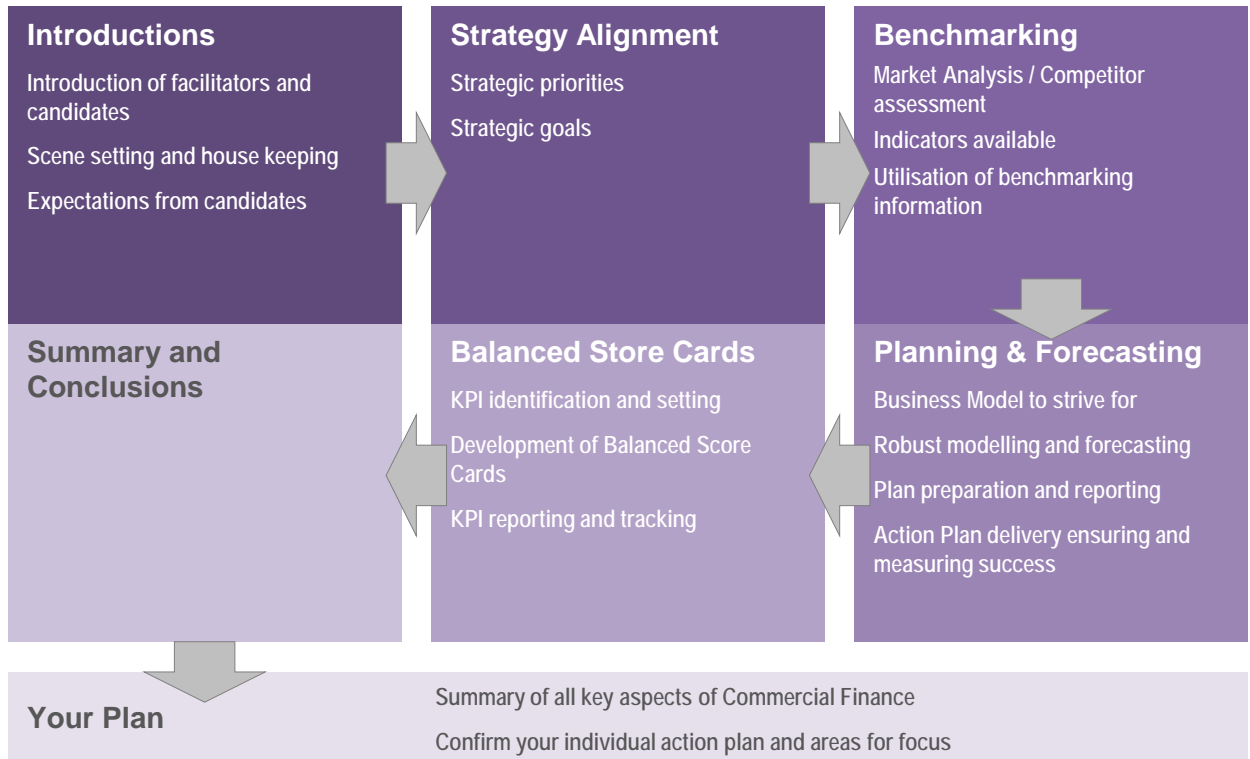 Introductions
Introduction of facilitators and
candidates
Scene setting and house keeping
Expectations from candidates
Strategy Alignment
Strategic priorities
Strategic goals
Benchmarking
Market Analysis / Competitor
assessment
Indicators available
Utilisation of benchmarking
information
Planning & Forecasting
Business Model to strive for
Robust modelling and forecasting
Plan preparation and reporting
Action Plan delivery ensuring and
measuring success
Balanced Store Cards
KPI identification and setting
Development of Balanced Score
Cards
KPI reporting and tracking
Summary and
Conclusions
Your Plan
Summary of all key aspects of Commercial Finance
Confirm your individual action plan and areas for focus